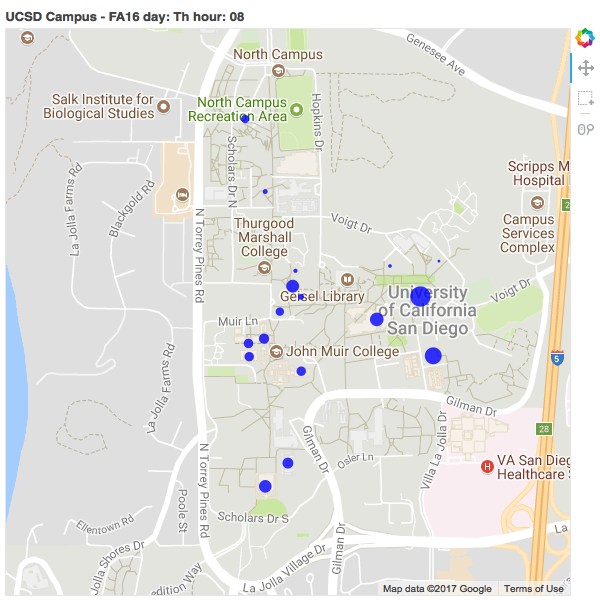 UCSD Campus - FA16 day: Th hour: 08
Genesee Ave
North Campus
Salk Institute for
Biological Studies
North Campus
Recreation Area
Hopkins Dr
Scholars Dr N
La Jolla Farms Rd
Blackgold Rd
Scripps M
Hospital
2
Campus
Services
Complex
N Torrey Pines Rd
Thurgood
Marshall
College
Voigt Dr
Voigt Dr
Geisel Library
University
of California
San Diego
Muir Ln
John Muir College
La Jolla Farms Rd
5
Gilman Dr
28
Gilman Dr
Osler Ln
Villa La Jolla Dr
H
VA San Dieg
Healthcare S
N Torrey Pines Rd
Poole St
Ellentown Rd
Scholars Dr S
La Jolla Shores Dr
Gilman Dr
La
La Jolla Village Dr
edition Way
Map data ©2017 Google
Terms of Use